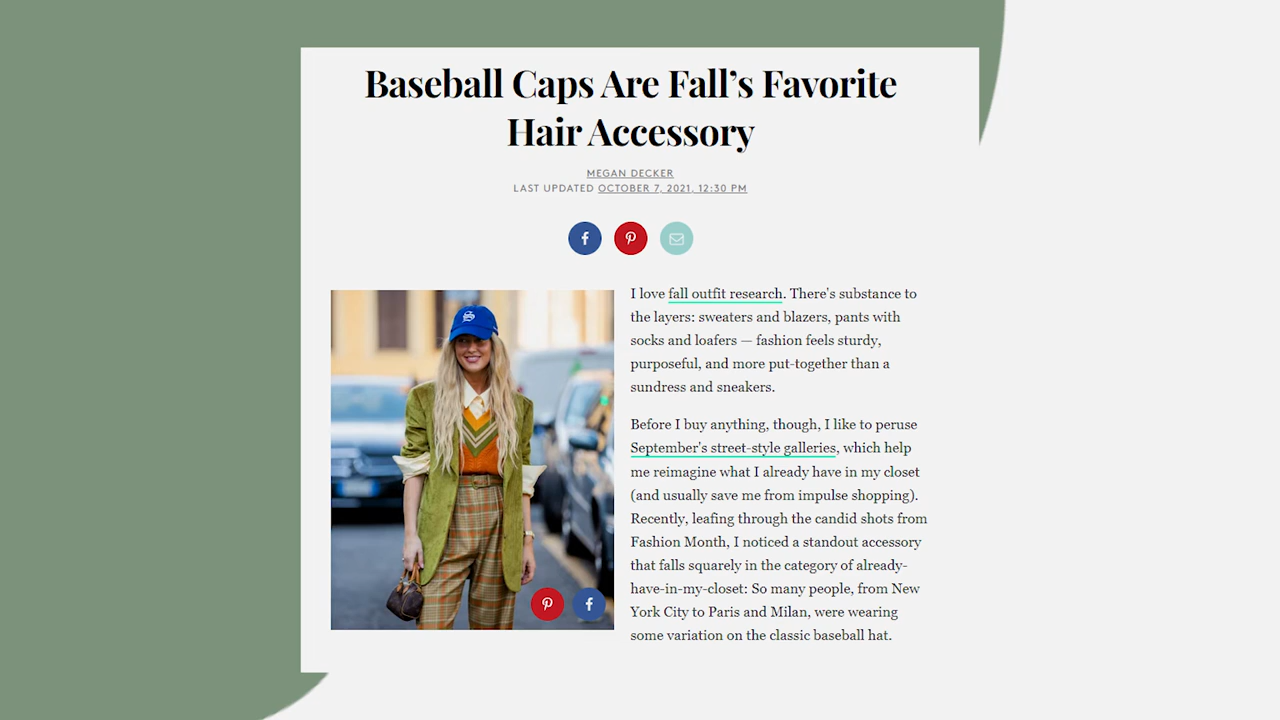 Baseball Caps Are Fall’s Favorite
Hair Accessory
MEGAN DECKER
LAST UPDATED OCTOBER 7, 2021, 12:30 PM
I love fall outfit research. There's substance to
the layers: sweaters and blazers, pants with
socks and loafers — fashion feels sturdy,
purposeful, and more put-together than a
sundress and sneakers.
Before I buy anything, though, I like to peruse
September's street-style galleries, which help
me reimagine what I already have in my closet
(and usually save me from impulse shopping).
Recently, leafing through the candid shots from
Fashion Month, I noticed a standout accessory
that falls squarely in the category of already-
have-in-my-closet: So many people, from New
York City to Paris and Milan, were wearing
some variation on the classic baseball hat.